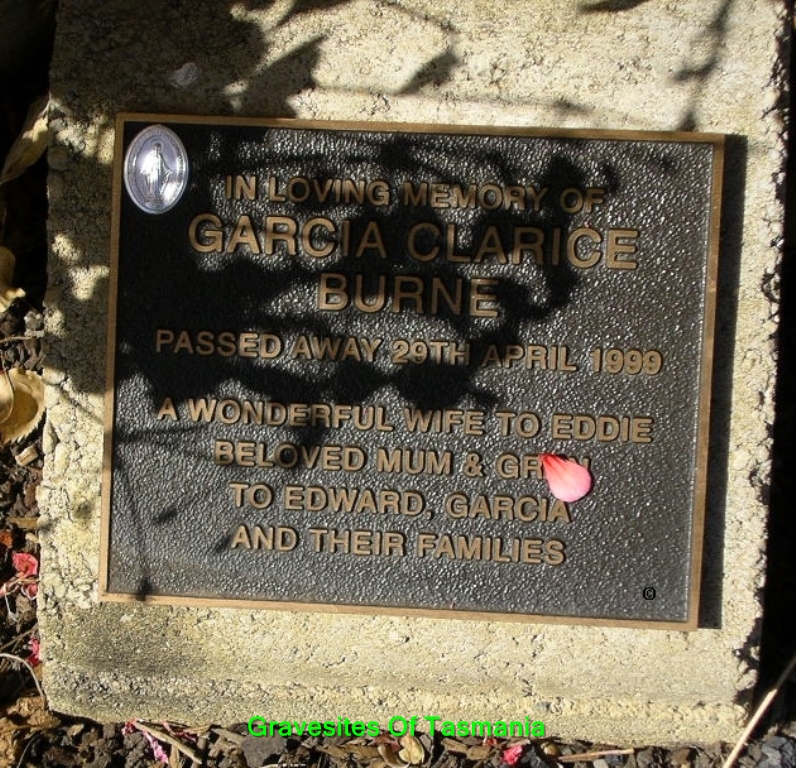 IN LOVING MEMORY OF
GARCIA CLARICE
BURNE
PASSED AWAY 29TH APRIL 1999
A WONDERFUL WIFE TO EDDIE
BELOVED MUM &
TO EDWARD, GARCIA
AND THEIR FAMILIES
©
Gravesites Of Tasmania